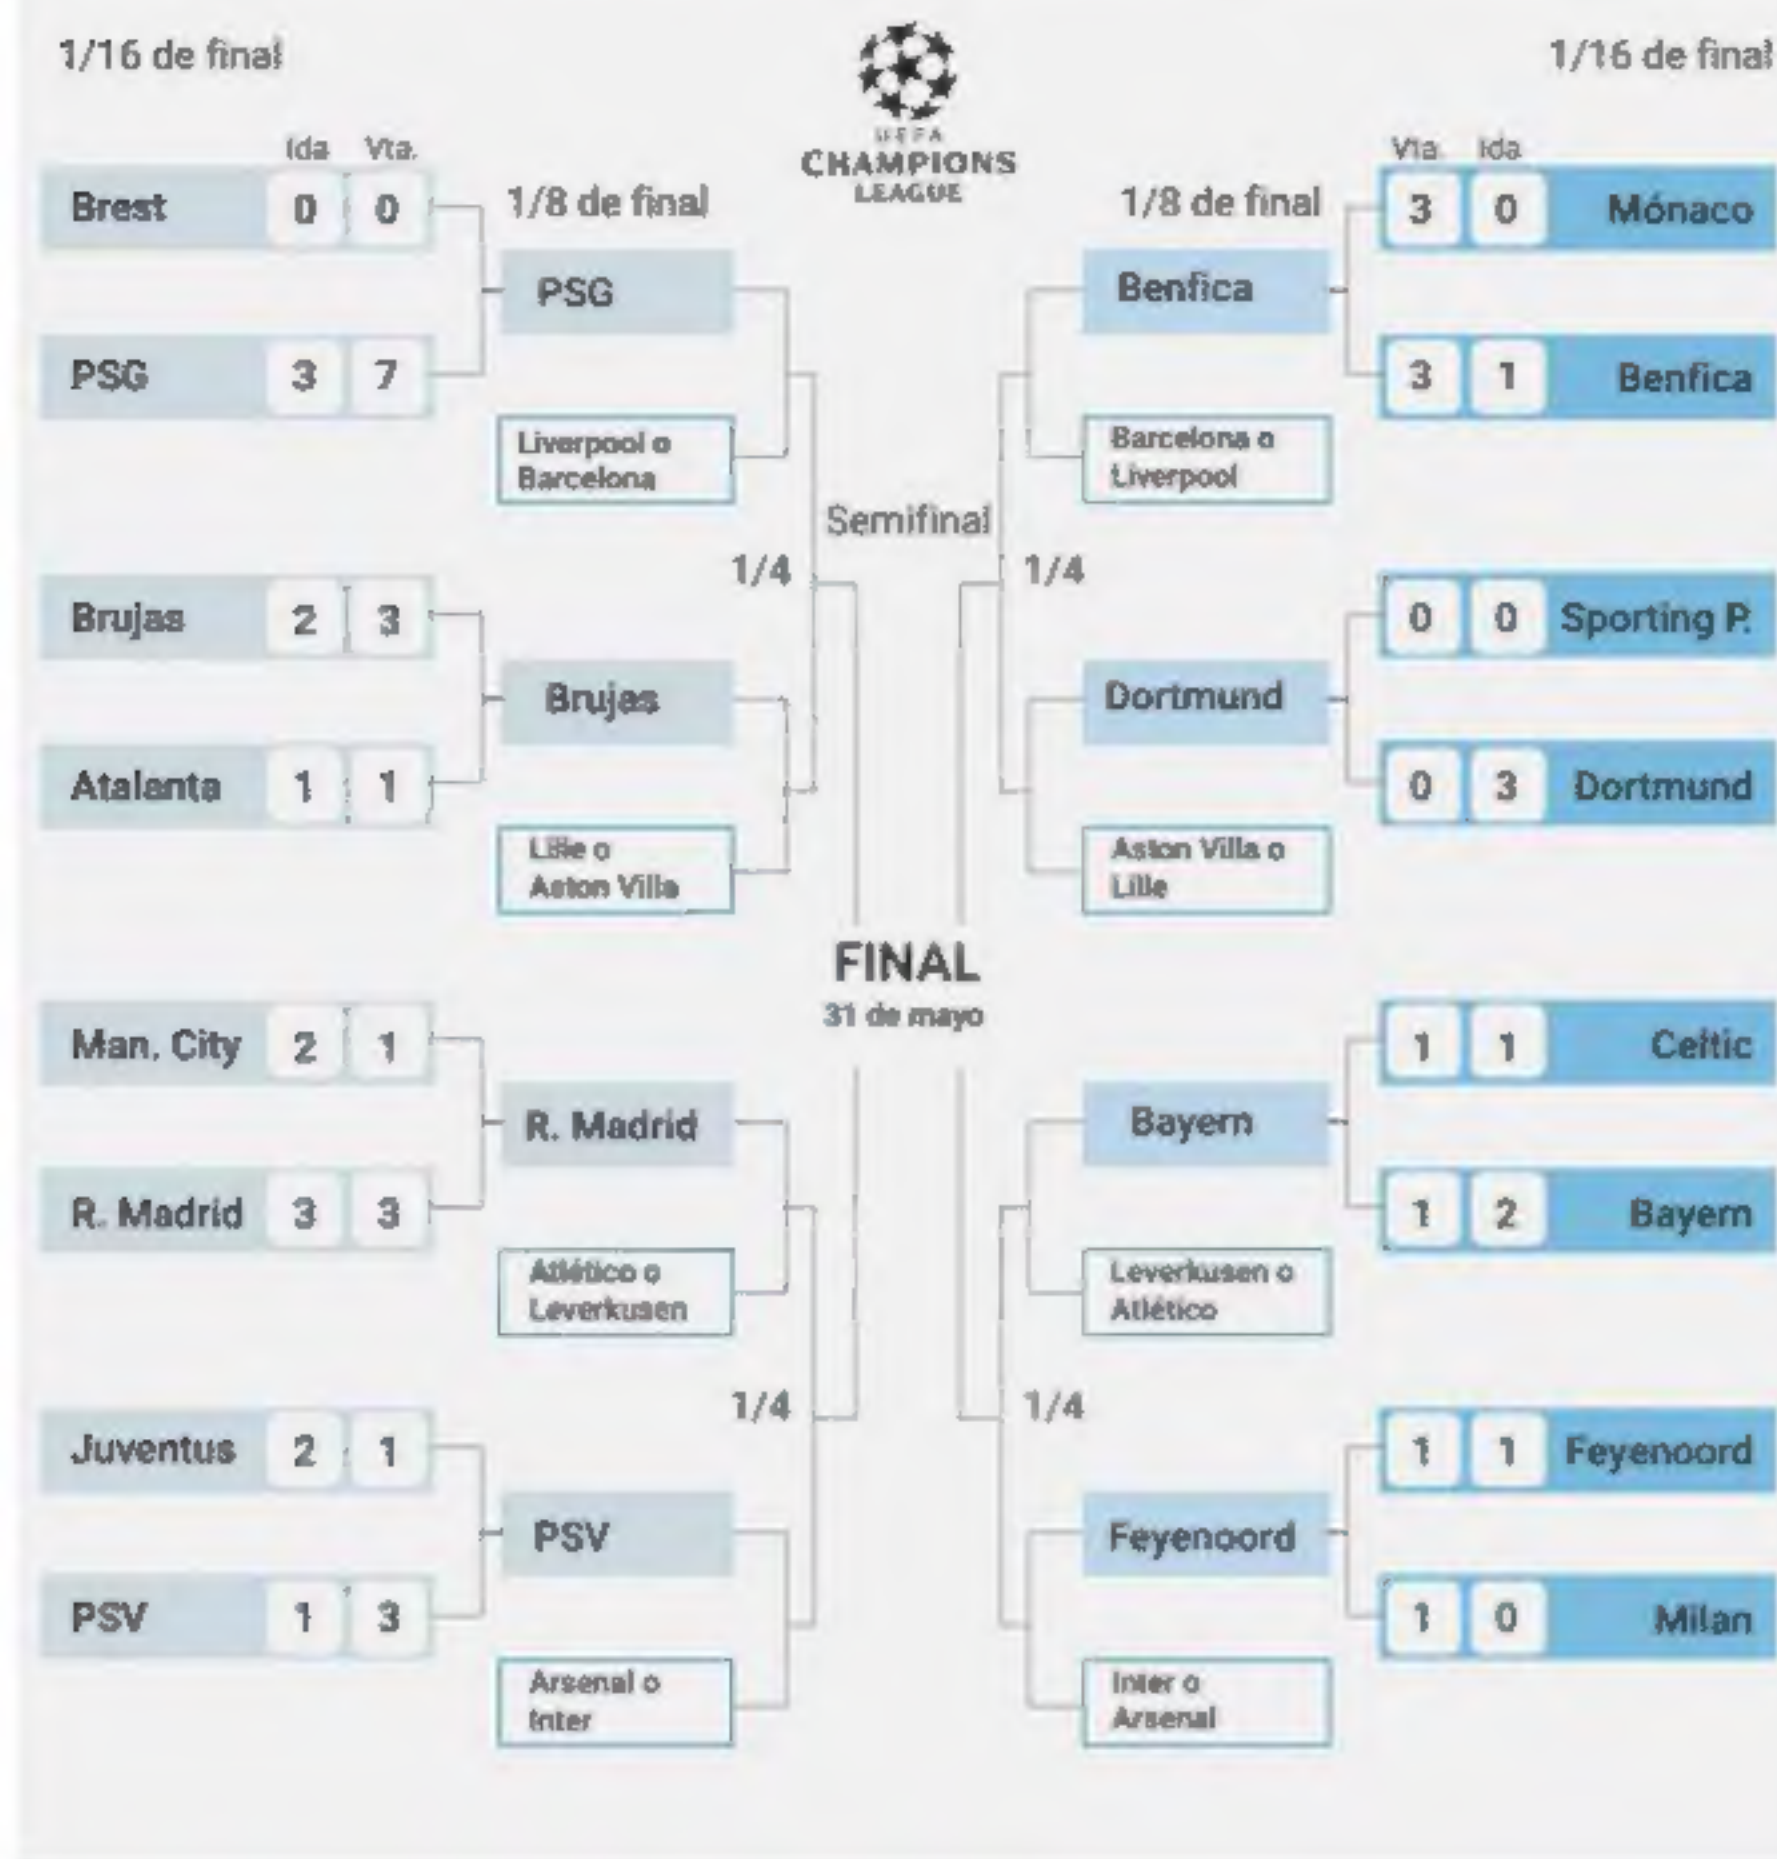 1/16 de final
1/16 de final
UEFA
CHAMPIONS
LEAGUE
Ida Vta.
Vta. Ida
Brest 0 0
1/8 de final
1/8 de final
3 0 Mónaco
PSG
Benfica
PSG 3 7
3 1 Benfica
Liverpool o
Barcelona
Barcelona o
Liverpool
Semifinal
1/4
1/4
Brujas 2 3
0 0 Sporting P.
Brujas
Dortmund
Atalanta 1 1
0 3 Dortmund
Lille o
Aston Villa
Aston Villa o
Lille
FINAL
31 de mayo
Man. City 2 1
1 1 Celtic
R. Madrid
Bayern
R. Madrid 3 3
1 2 Bayern
Atlético o
Leverkusen
Leverkusen o
Atlético
1/4
1/4
Juventus 2 1
1 1 Feyenoord
PSV
Feyenoord
PSV 1 3
1 0 Milan
Arsenal o
Inter
Inter o
Arsenal